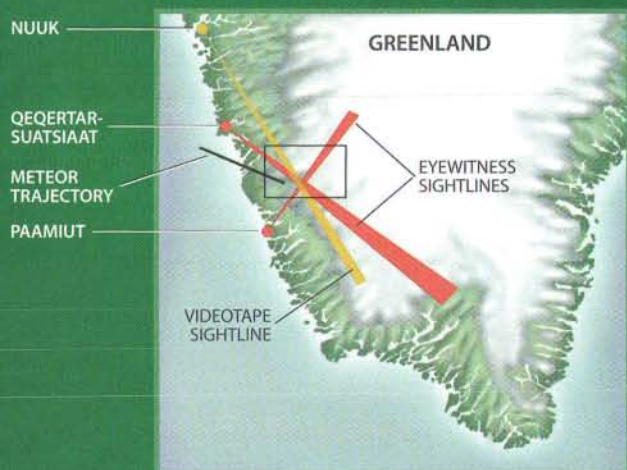 NUUK
GREENLAND
QEQERTAR-
SUATSIAAT
METEOR
TRAJECTORY
PAAMIUT
EYEWITNESS
SIGHTLINES
VIDEOTAPE
SIGHTLINE